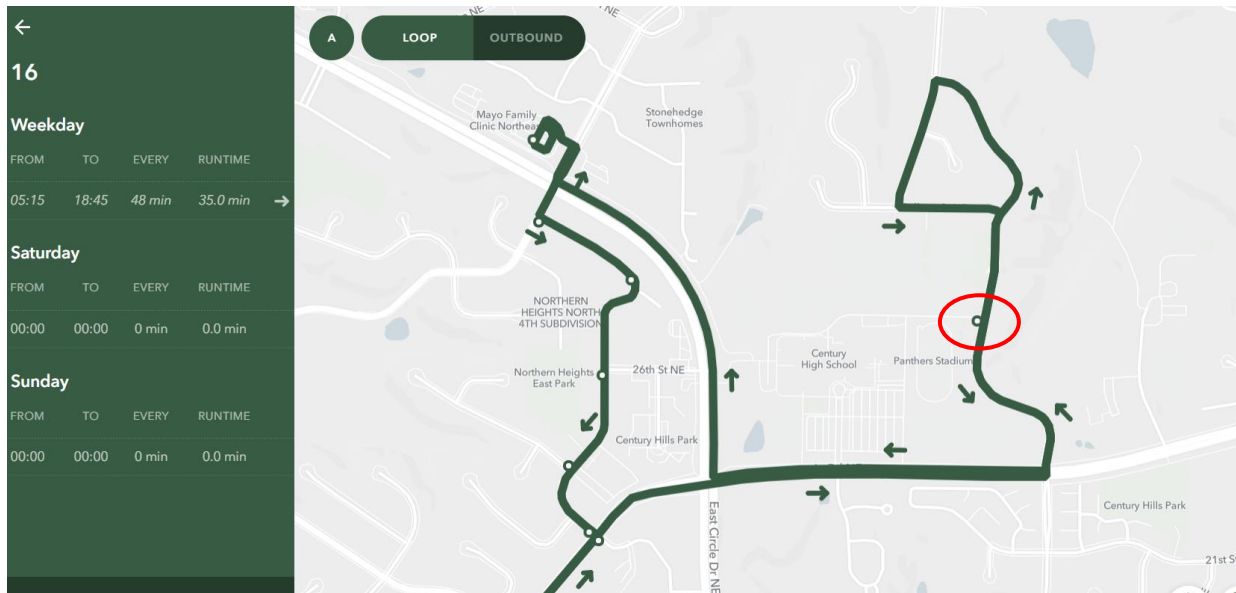 16
Weekday
FROM TO EVERY RUNTIME
05:15 18:45 48 min 35.0 min
Saturday
FROM TO EVERY RUNTIME
00:00 00:00 0 min 0.0 min
Sunday
FROM TO EVERY RUNTIME
00:00 00:00 0 min 0.0 min
A
LOOP
OUTBOUND
NE
NE
Mayo Family
Clinic Northeas
Stonehedge
Townhomes
NORTHERN
HEIGHTS NORTH
4TH SUBDIVISION
Northern Heights
East Park
26th St NE
Century Hills Park
Century
High School
Panthers Stadium
East Circle Dr NE
Century Hills Park
21st S